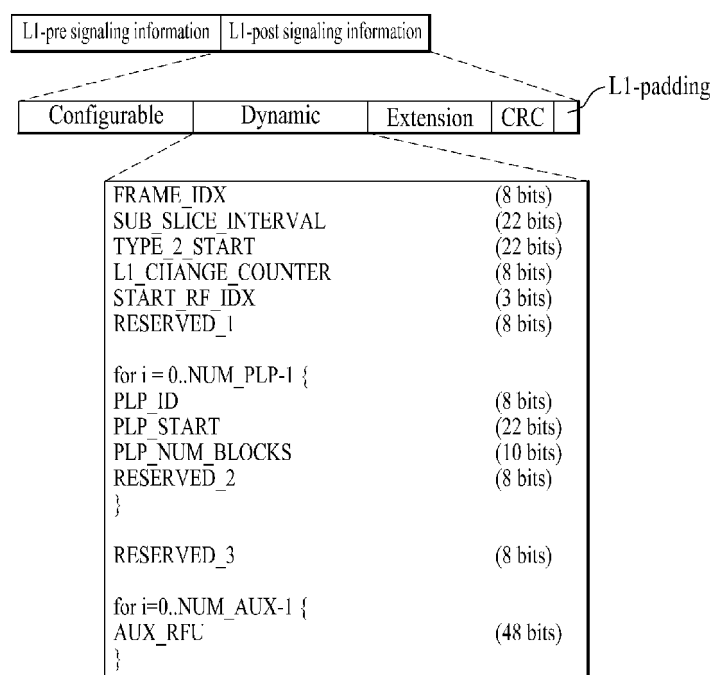 L1-pre signaling information L1-post signaling information
L1-padding
Configurable Dynamic Extension CRC
FRAME_IDX (8 bits)
SUB_SLICE_INTERVAL (22 bits)
TYPE_2_START (22 bits)
L1_CHANGE_COUNTER (8 bits)
START_RF_IDX (3 bits)
RESERVED_1 (8 bits)
for i = 0..NUM_PLP-1 {
PLP_ID (8 bits)
PLP_START (22 bits)
PLP_NUM_BLOCKS (10 bits)
RESERVED_2 (8 bits)
}
RESERVED_3 (8 bits)
for i=0..NUM_AUX-1 {
AUX_RFU (48 bits)
}